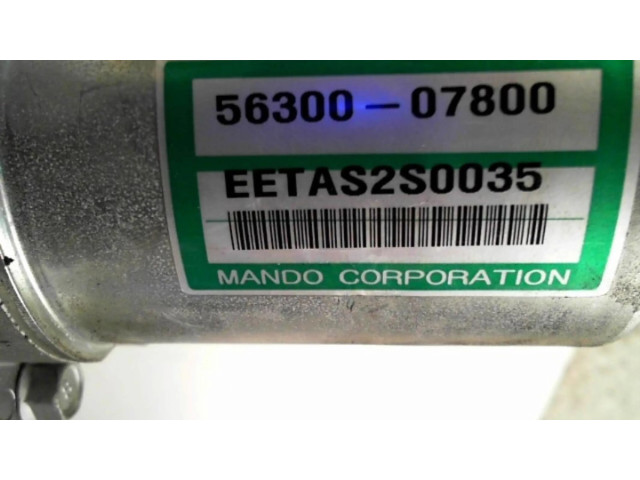 56300-07800
EETAS2S0035
MANDO CORPORATION